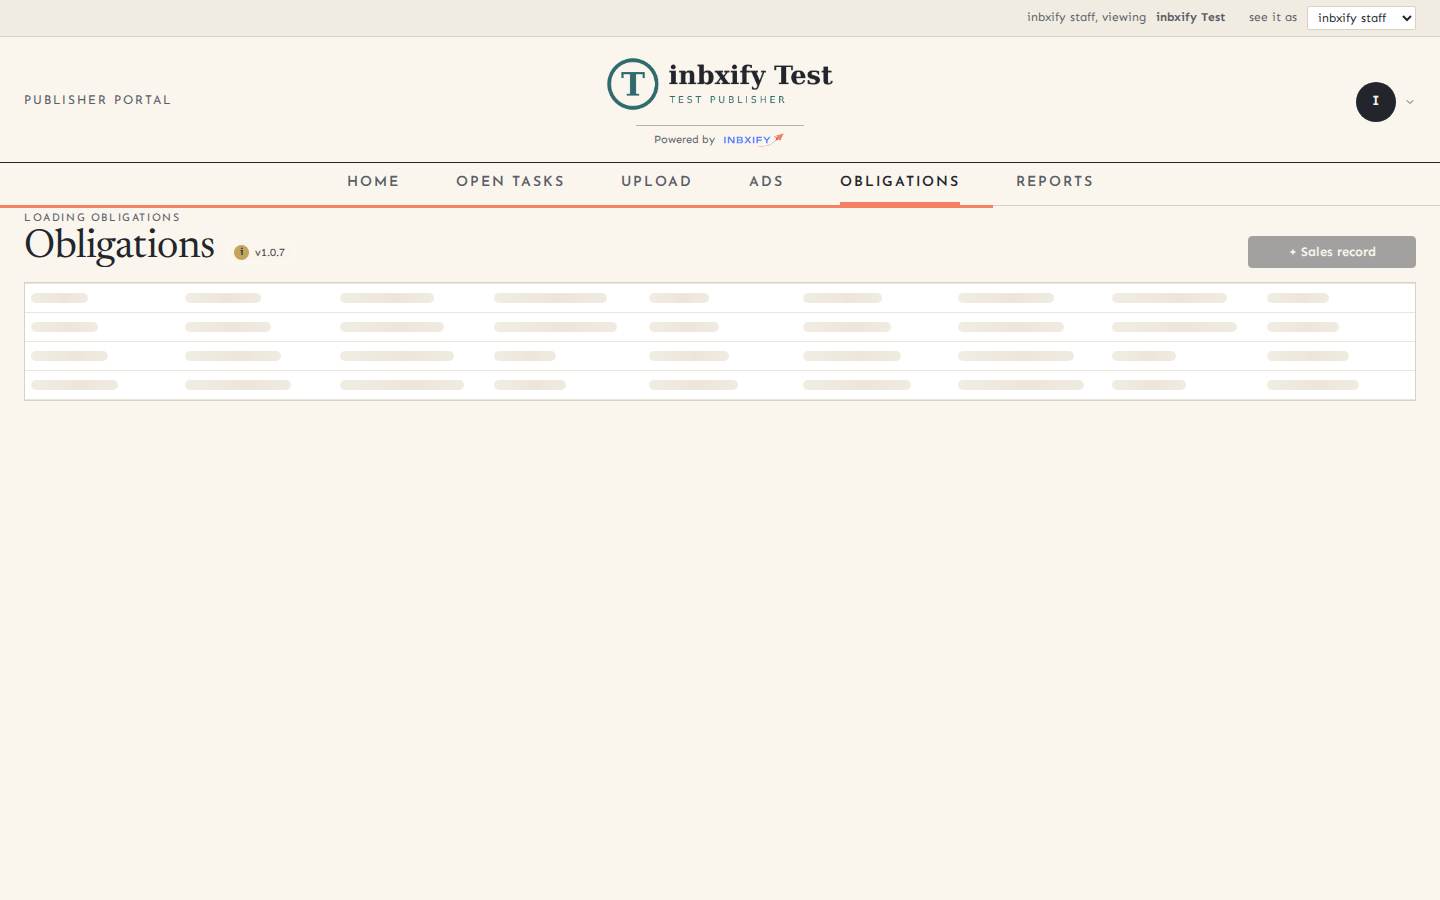 inbxify staff, viewing inbxify Test see it as inbxify staff
PUBLISHER PORTAL
T
inbxify Test
TEST PUBLISHER
Powered by INBXIFY
I
HOME OPEN TASKS UPLOAD ADS OBLIGATIONS REPORTS
LOADING OBLIGATIONS
Obligations
i v1.0.7
+ Sales record